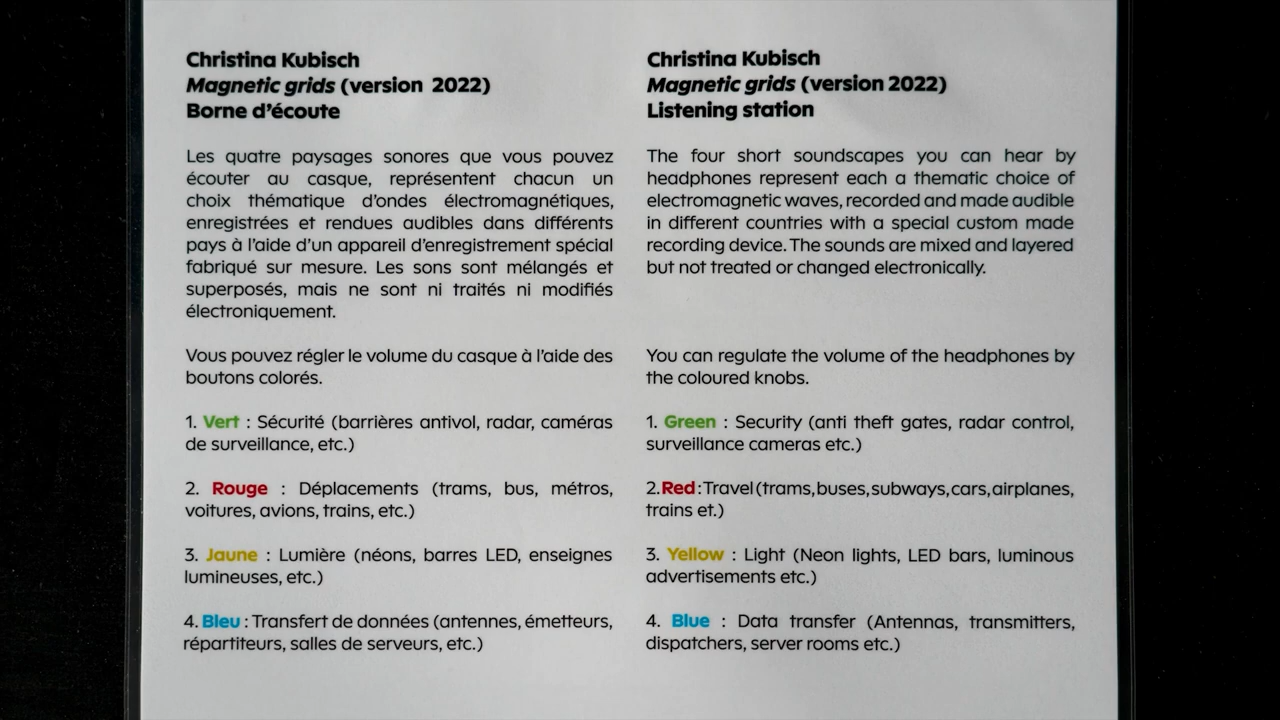 Christina Kubisch
Magnetic grids (version 2022)
Borne d'écoute
Les quatre paysages sonores que vous pouvez
écouter au casque, représentent chacun un
choix thématique d'ondes électromagnétiques,
enregistrées et rendues audibles dans différents
pays à l'aide d'un appareil d'enregistrement spécial
fabriqué sur mesure. Les sons sont mélangés et
superposés, mais ne sont ni traités ni modifiés
électroniquement.
Vous pouvez régler le volume du casque à l'aide des
boutons colorés.
1. Vert : Sécurité (barrières antivol, radar, caméras
de surveillance, etc.)
2. Rouge : Déplacements (trams, bus, métros,
voitures, avions, trains, etc.)
3. Jaune : Lumière (néons, barres LED, enseignes
lumineuses, etc.)
4. Bleu : Transfert de données (antennes, émetteurs,
répartiteurs, salles de serveurs, etc.)
Christina Kubisch
Magnetic grids (version 2022)
Listening station
The four short soundscapes you can hear by
headphones represent each a thematic choice of
electromagnetic waves, recorded and made audible
in different countries with a special custom made
recording device. The sounds are mixed and layered
but not treated or changed electronically.
You can regulate the volume of the headphones by
the coloured knobs.
1. Green : Security (anti theft gates, radar control,
surveillance cameras etc.)
2. Red : Travel (trams, buses, subways, cars, airplanes,
trains et.)
3. Yellow : Light (Neon lights, LED bars, luminous
advertisements etc.)
4. Blue : Data transfer (Antennas, transmitters,
dispatchers, server rooms etc.)